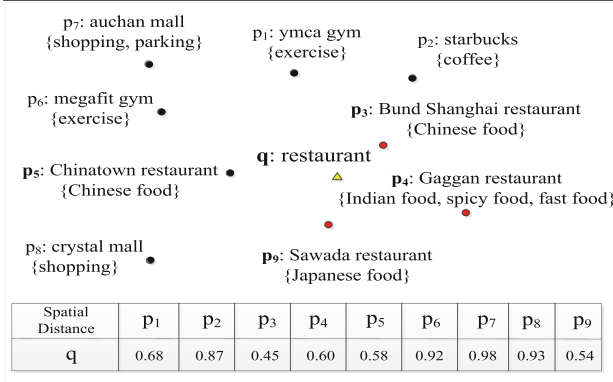 p7: auchan mall
{shopping, parking}
p1: ymca gym
{exercise}
p2: starbucks
{coffee}
p6: megafit gym
{exercise}
p3: Bund Shanghai restaurant
{Chinese food}
q: restaurant
p5: Chinatown restaurant
{Chinese food}
p4: Gaggan restaurant
{Indian food, spicy food, fast food}
p8: crystal mall
{shopping}
p9: Sawada restaurant
{Japanese food}
Spatial Distance p1 p2 p3 p4 p5 p6 p7 p8 p9
q 0.68 0.87 0.45 0.60 0.58 0.92 0.98 0.93 0.54